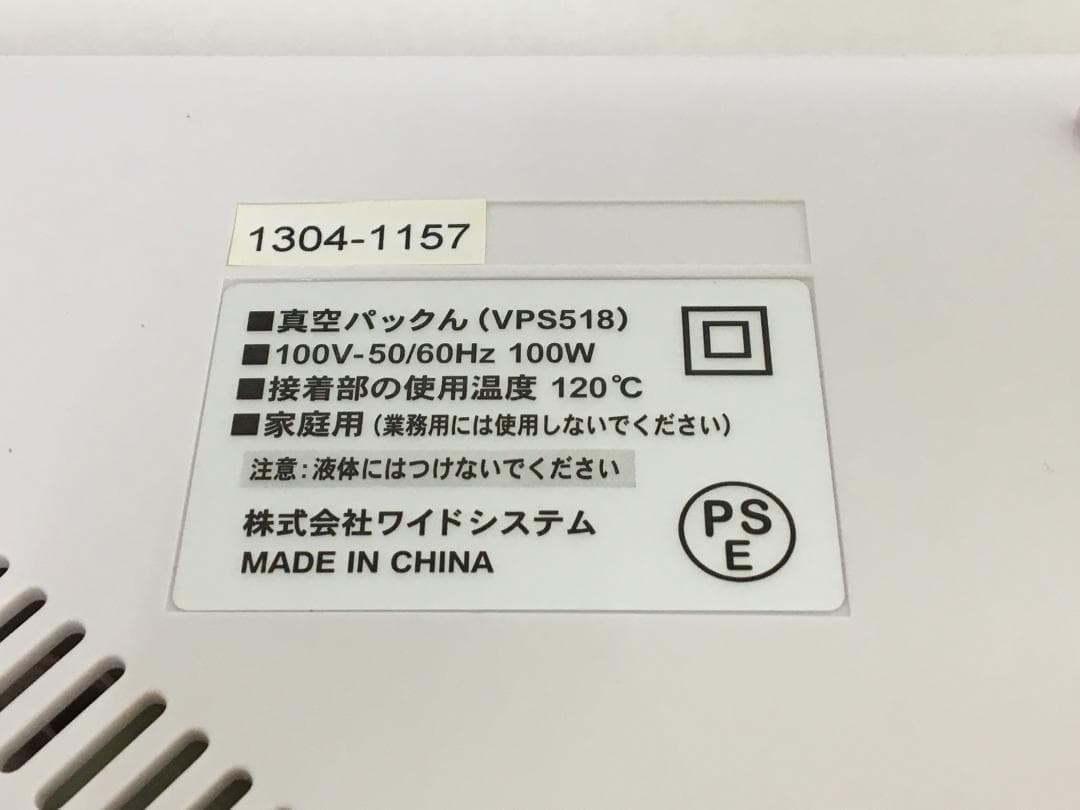 1304-1157
■真空パックん(VPS518)
■100V-50/60Hz 100W
■接着部の使用温度 120℃
■家庭用(業務用には使用しないでください)
注意:液体にはつけないでください
株式会社ワイドシステム
MADE IN CHINA
PS
E